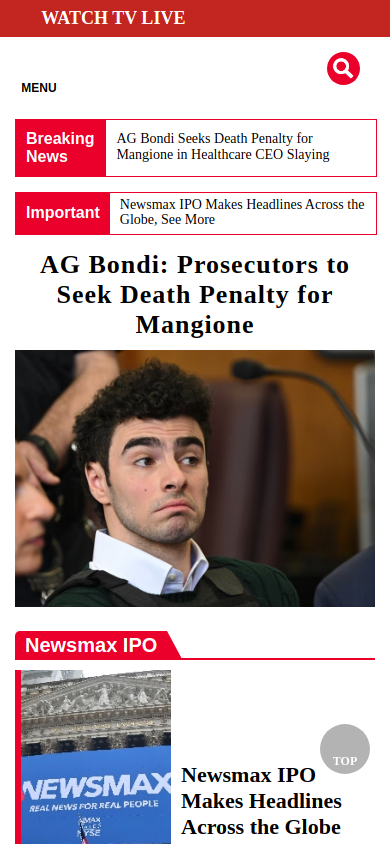 WATCH TV LIVE
MENU
Breaking
News
AG Bondi Seeks Death Penalty for
Mangione in Healthcare CEO Slaying
Important
Newsmax IPO Makes Headlines Across the
Globe, See More
AG Bondi: Prosecutors to
Seek Death Penalty for
Mangione
Newsmax IPO
NEWSMAX
REAL NEWS FOR REAL PEOPLE
NYSE
TOP
Newsmax IPO
Makes Headlines
Across the Globe